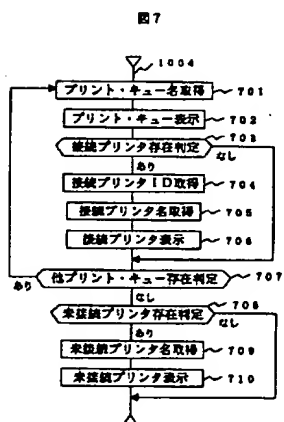 図7
1004
プリント・キュー名取得 701
プリント・キュー表示 702
接続プリンタ存在判定 703
なし
あり
接続プリンタID取得 704
接続プリンタ名取得 705
接続プリンタ表示 706
他プリント・キュー存在判定 707
あり
なし
未接続プリンタ存在判定 708
なし
あり
未接続プリンタ名取得 709
未接続プリンタ表示 710